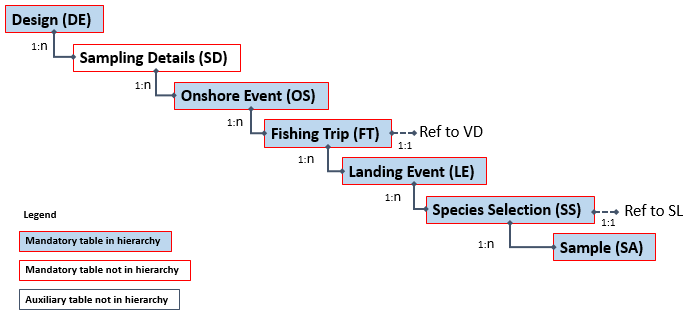 Design (DE)
1:n
Sampling Details (SD)
1:n
Onshore Event (OS)
1:n
Fishing Trip (FT)
Ref to VD
1:1
1:n
Landing Event (LE)
1:n
Species Selection (SS)
Ref to SL
1:1
1:n
Sample (SA)
Legend
Mandatory table in hierarchy
Mandatory table not in hierarchy
Auxiliary table not in hierarchy